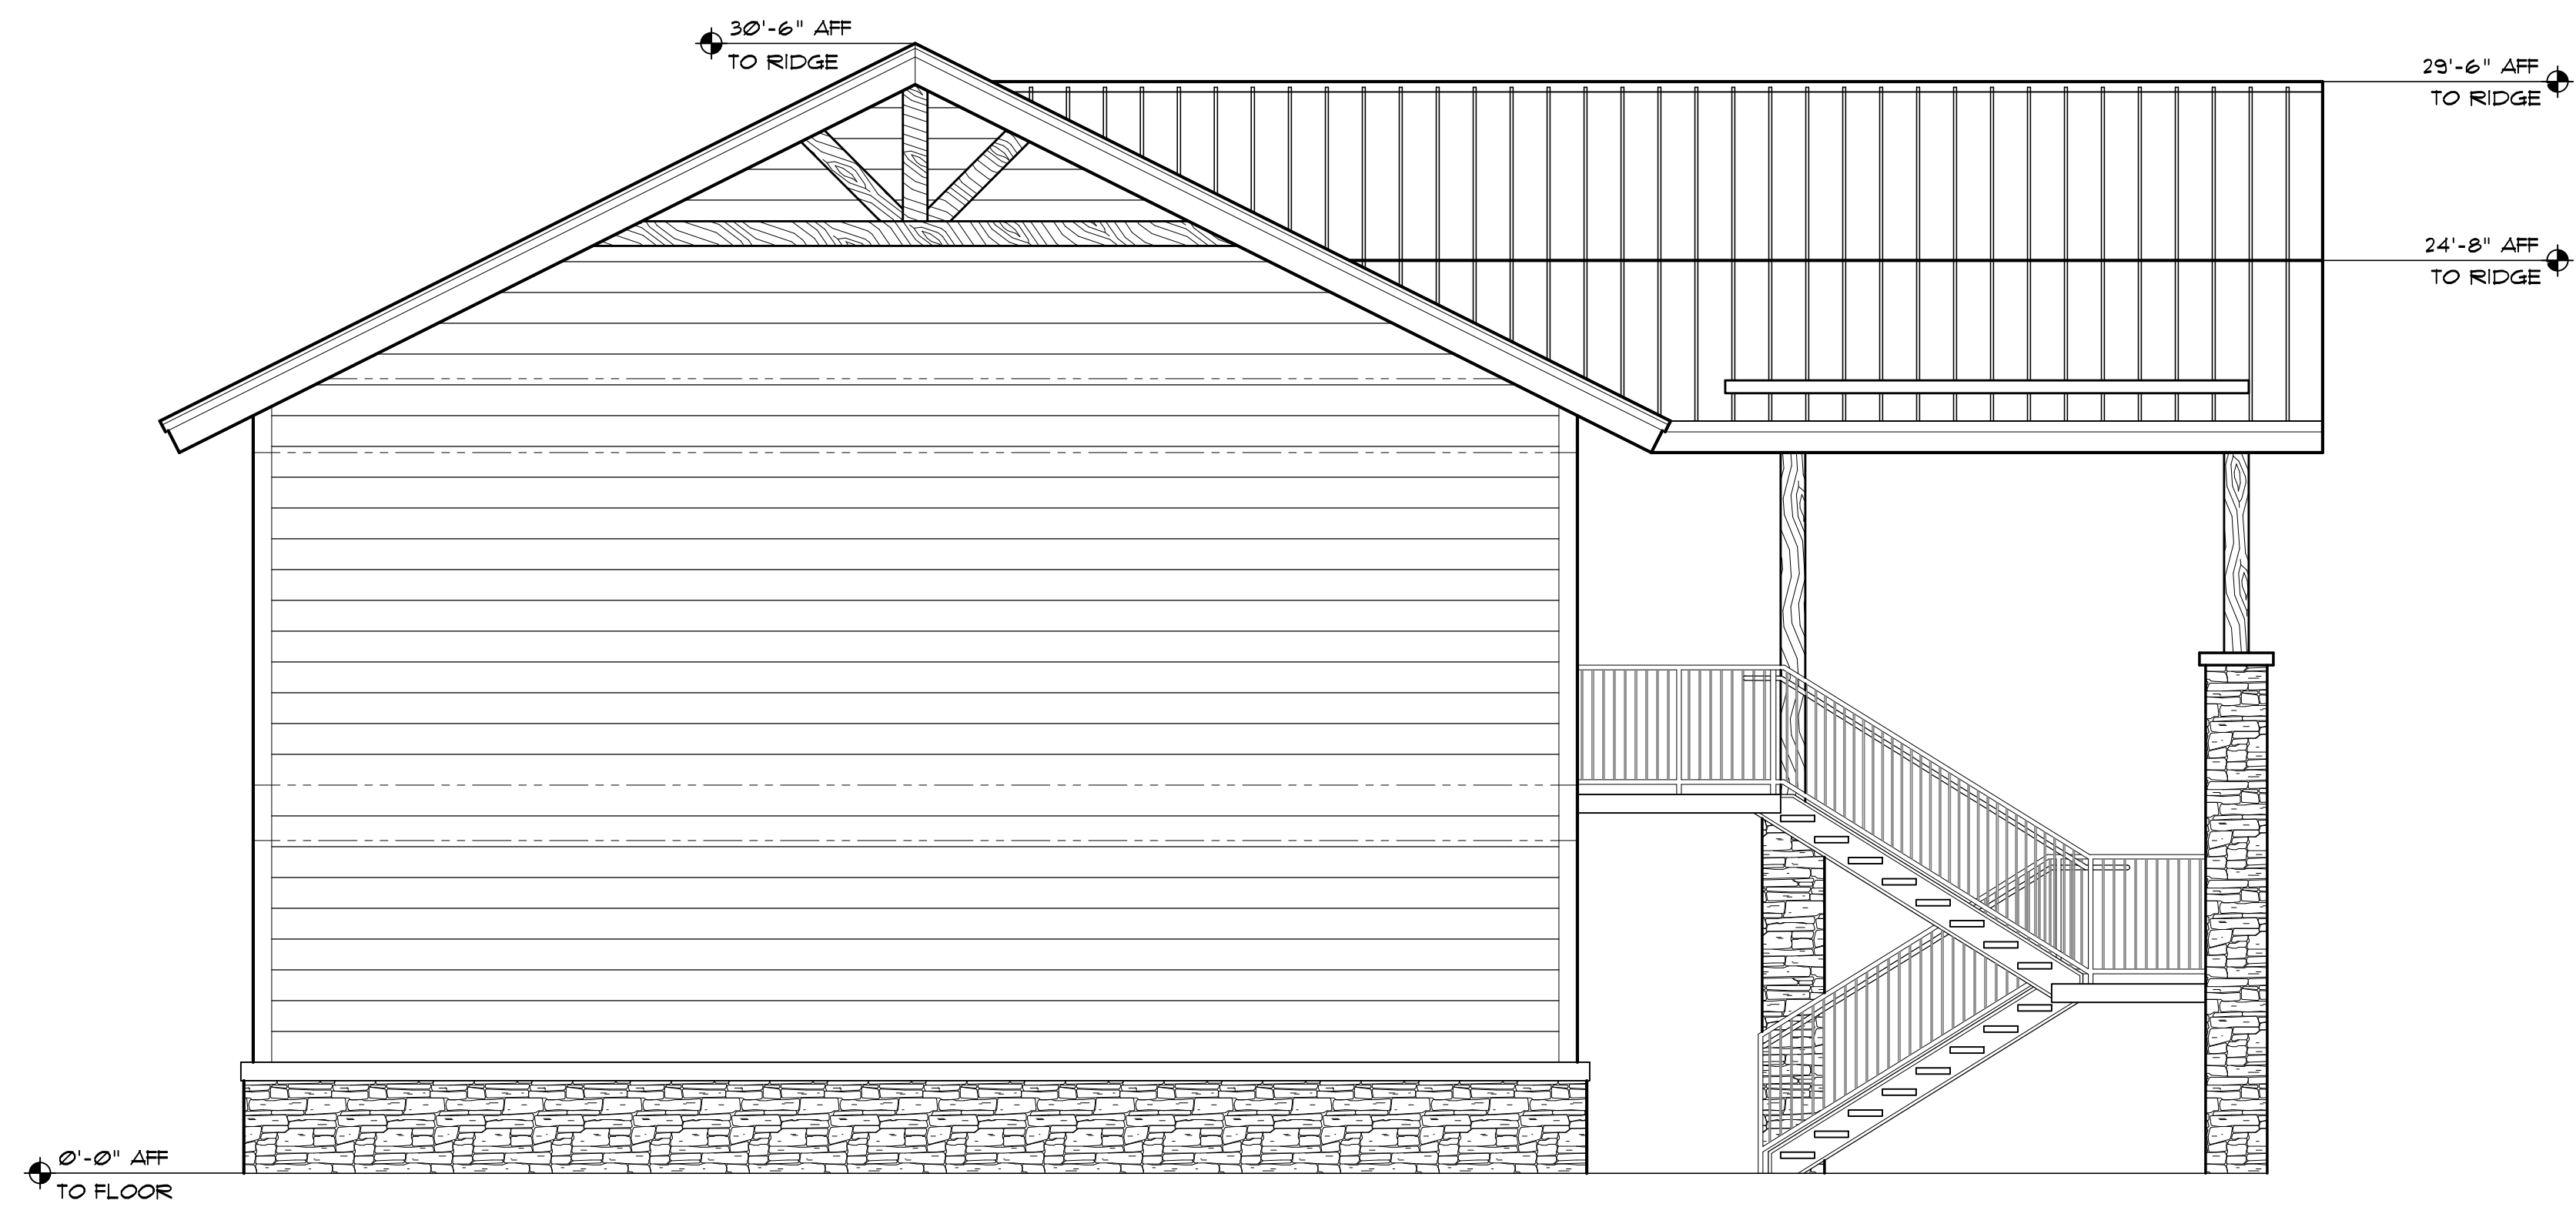 30'-6" AFF
TO RIDGE
29'-6" AFF
TO RIDGE
24'-8" AFF
TO RIDGE
0'-0" AFF
TO FLOOR